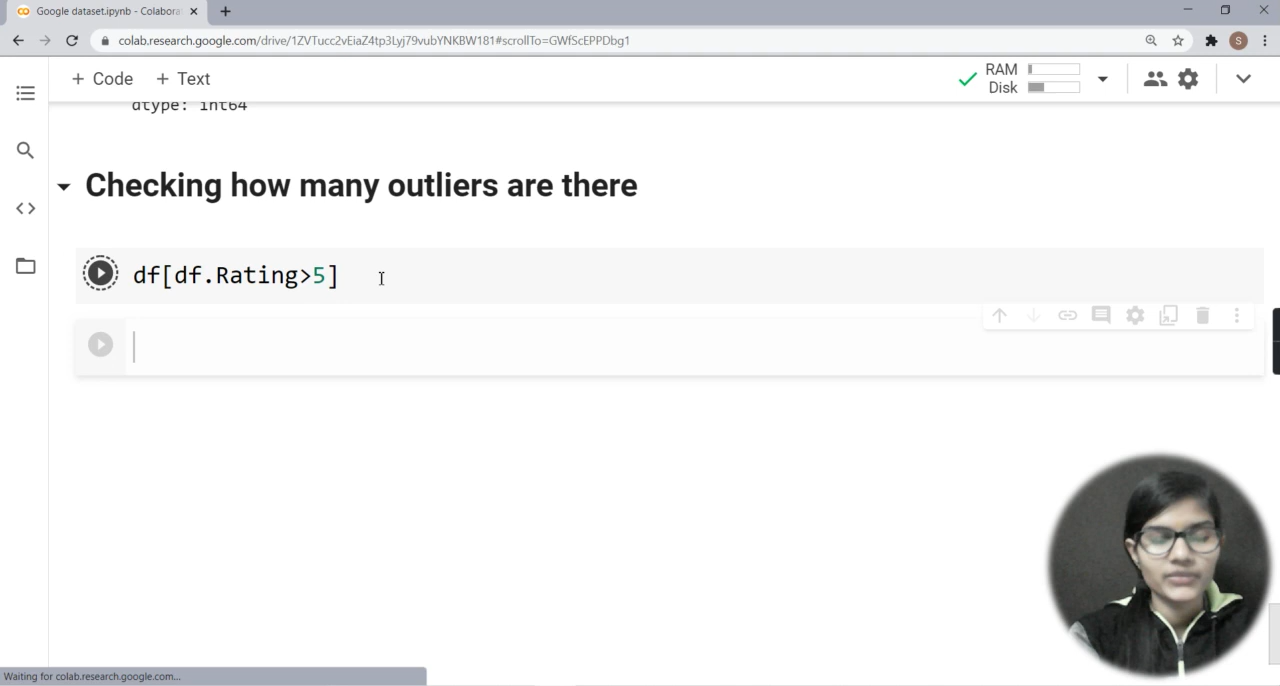 Google dataset.ipynb - Colabora
colab.research.google.com/drive/1ZVTucc2vEiaZ4tp3Lyj79vubYNKBW181#scrollTo=GWfScEPPDbg1
S
+ Code + Text
RAM
Disk
dtype: int64
Checking how many outliers are there
df[df.Rating>5]
Waiting for colab.research.google.com...